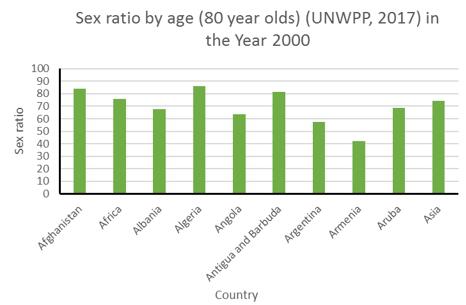 Sex ratio by age (80 year olds) (UNWPP, 2017) in
the Year 2000
100
90
80
70
60
50
40
30
20
10
0
Sex ratio
Afghanistan
Africa
Albania
Algeria
Angola
Antigua and Barbuda
Argentina
Armenia
Aruba
Asia
Country